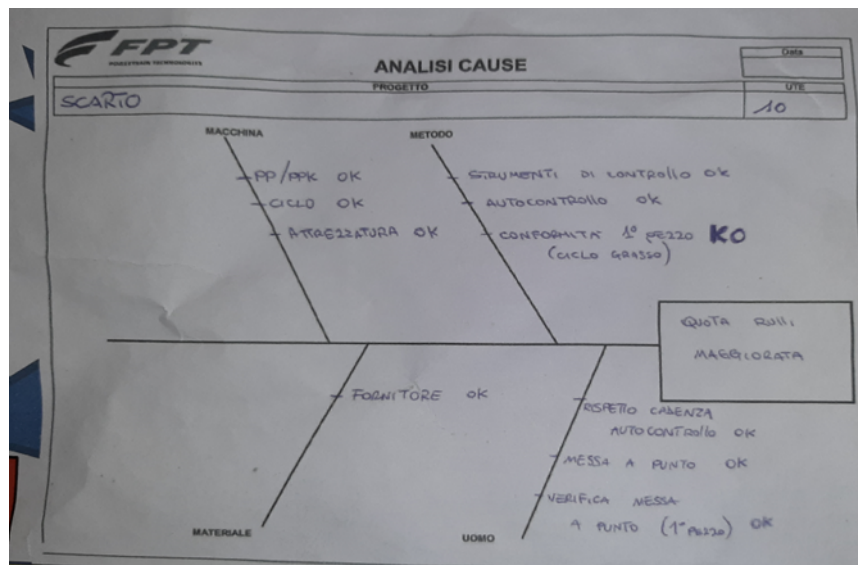 FPT
POWERTRAIN TECHNOLOGIES
ANALISI CAUSE
Data
PROGETTO
UTE
SCARTO
10
MACCHINA
METODO
PP/PPK OK
CICLO OK
ATTREZZATURA OK
STRUMENTI DI CONTROllO OK
AUTOCONTROllO OK
CONFORMITA' 1° PEZZO KO
(CICLO GRASSO)
QUOTA RUlli
MAGGIORATA
FORNITORE OK
RISPETTO CADENZA
AUTOCONTROllO OK
MESSA A PUNTO OK
VERIFICA MESSA
A PUNTO (1° PEZZO) OK
MATERIALE
UOMO